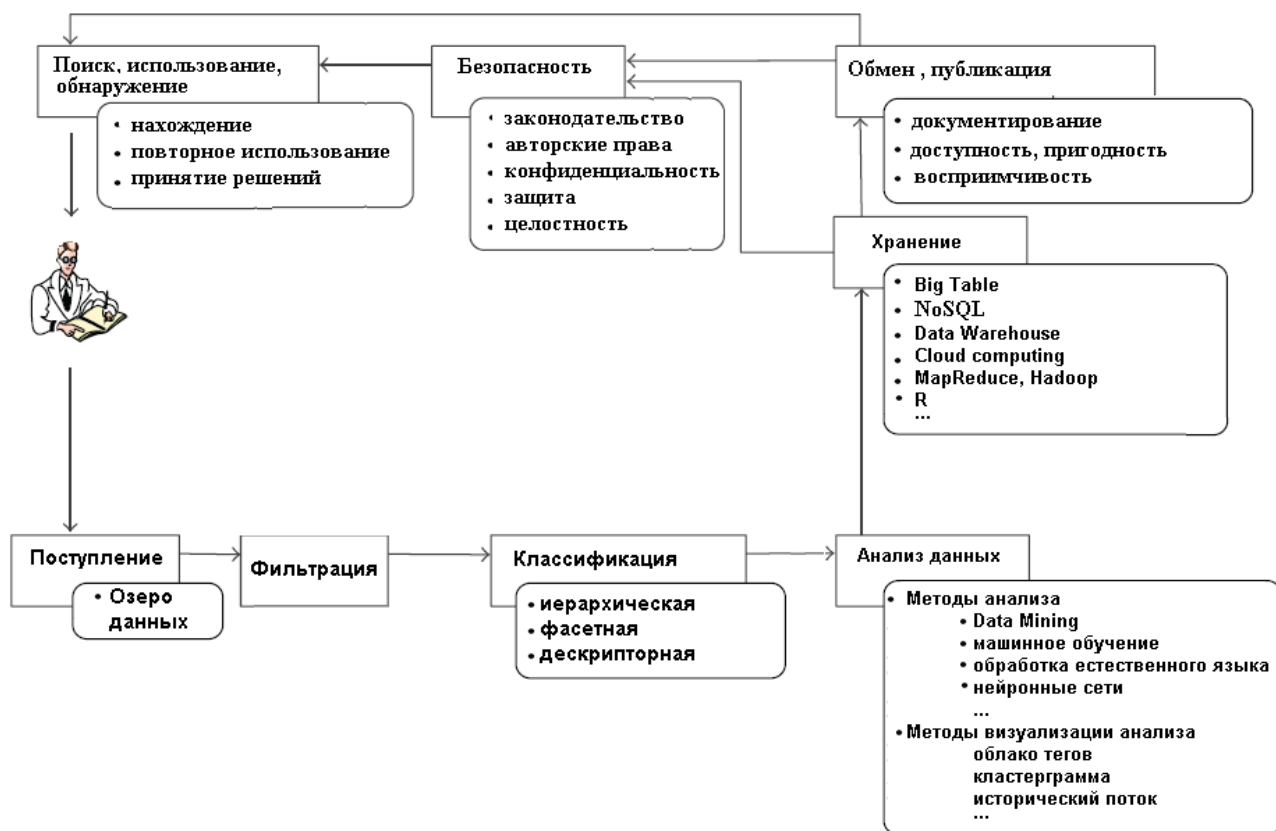 Поиск, использование,
обнаружение
• нахождение
• повторное использование
• принятие решений
Безопасность
• законодательство
• авторские права
• конфиденциальность
• защита
• целостность
Обмен , публикация
• документирование
• доступность, пригодность
• восприимчивость
Хранение
• Big Table
• NoSQL
• Data Warehouse
• Cloud computing
• MapReduce, Hadoop
• R
...
Поступление
• Озеро
данных
Фильтрация
Классификация
• иерархическая
• фасетная
• дескрипторная
Анализ данных
• Методы анализа
• Data Mining
• машинное обучение
• обработка естественного языка
• нейронные сети
...
• Методы визуализации анализа
облако тегов
кластерграмма
исторический поток
...